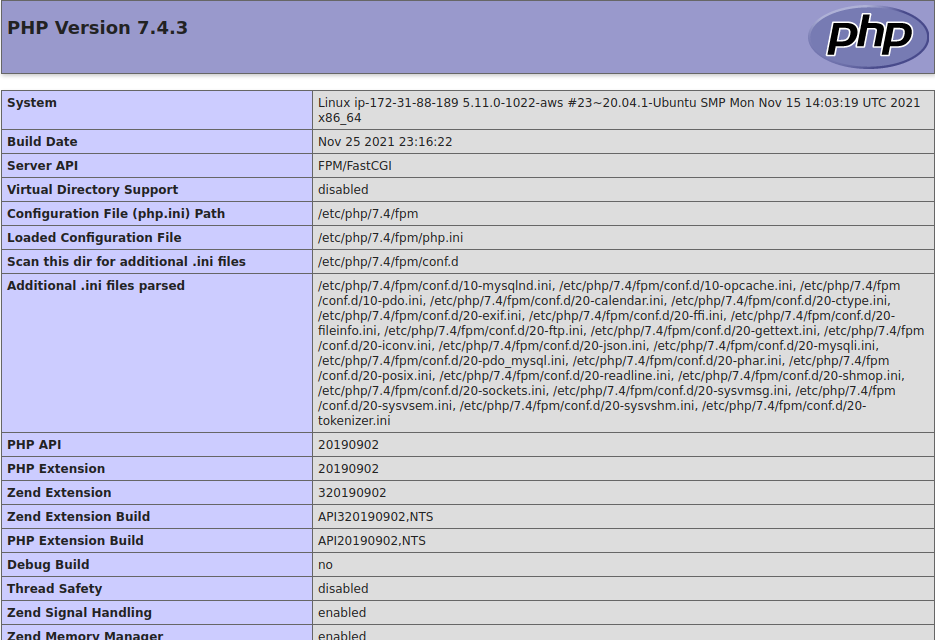 PHP Version 7.4.3
php
System
Linux ip-172-31-88-189 5.11.0-1022-aws #23~20.04.1-Ubuntu SMP Mon Nov 15 14:03:19 UTC 2021
x86_64
Build Date
Nov 25 2021 23:16:22
Server API
FPM/FastCGI
Virtual Directory Support
disabled
Configuration File (php.ini) Path
/etc/php/7.4/fpm
Loaded Configuration File
/etc/php/7.4/fpm/php.ini
Scan this dir for additional .ini files
/etc/php/7.4/fpm/conf.d
Additional .ini files parsed
/etc/php/7.4/fpm/conf.d/10-mysqlnd.ini, /etc/php/7.4/fpm/conf.d/10-opcache.ini, /etc/php/7.4/fpm
/conf.d/10-pdo.ini, /etc/php/7.4/fpm/conf.d/20-calendar.ini, /etc/php/7.4/fpm/conf.d/20-ctype.ini,
/etc/php/7.4/fpm/conf.d/20-exif.ini, /etc/php/7.4/fpm/conf.d/20-ffi.ini, /etc/php/7.4/fpm/conf.d/20-
fileinfo.ini, /etc/php/7.4/fpm/conf.d/20-ftp.ini, /etc/php/7.4/fpm/conf.d/20-gettext.ini, /etc/php/7.4/fpm
/conf.d/20-iconv.ini, /etc/php/7.4/fpm/conf.d/20-json.ini, /etc/php/7.4/fpm/conf.d/20-mysqli.ini,
/etc/php/7.4/fpm/conf.d/20-pdo_mysql.ini, /etc/php/7.4/fpm/conf.d/20-phar.ini, /etc/php/7.4/fpm
/conf.d/20-posix.ini, /etc/php/7.4/fpm/conf.d/20-readline.ini, /etc/php/7.4/fpm/conf.d/20-shmop.ini,
/etc/php/7.4/fpm/conf.d/20-sockets.ini, /etc/php/7.4/fpm/conf.d/20-sysvmsg.ini, /etc/php/7.4/fpm
/conf.d/20-sysvsem.ini, /etc/php/7.4/fpm/conf.d/20-sysvshm.ini, /etc/php/7.4/fpm/conf.d/20-
tokenizer.ini
PHP API
20190902
PHP Extension
20190902
Zend Extension
320190902
Zend Extension Build
API320190902,NTS
PHP Extension Build
API20190902,NTS
Debug Build
no
Thread Safety
disabled
Zend Signal Handling
enabled
Zend Memory Manager
enabled